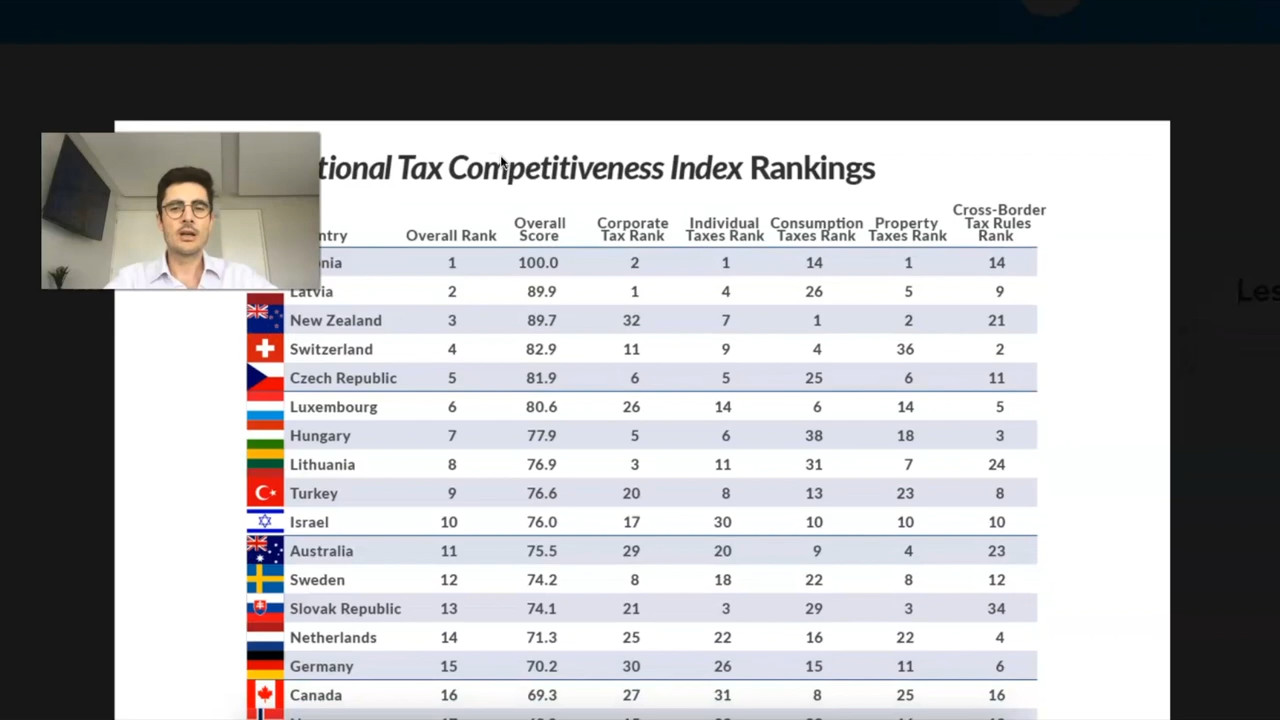 tional Tax Competitiveness Index Rankings
ntry Overall Rank Overall Score Corporate Tax Rank Individual Taxes Rank Consumption Taxes Rank Property Taxes Rank Cross-Border Tax Rules Rank
nia 1 100.0 2 1 14 1 14
Latvia 2 89.9 1 4 26 5 9
New Zealand 3 89.7 32 7 1 2 21
Switzerland 4 82.9 11 9 4 36 2
Czech Republic 5 81.9 6 5 25 6 11
Luxembourg 6 80.6 26 14 6 14 5
Hungary 7 77.9 5 6 38 18 3
Lithuania 8 76.9 3 11 31 7 24
Turkey 9 76.6 20 8 13 23 8
Israel 10 76.0 17 30 10 10 10
Australia 11 75.5 29 20 9 4 23
Sweden 12 74.2 8 18 22 8 12
Slovak Republic 13 74.1 21 3 29 3 34
Netherlands 14 71.3 25 22 16 22 4
Germany 15 70.2 30 26 15 11 6
Canada 16 69.3 27 31 8 25 16
Les